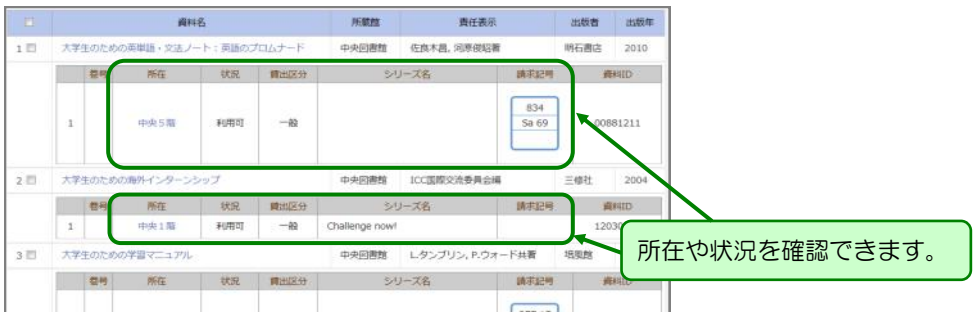 資料名 所蔵館 責任表示 出版者 出版年
1 大学生のための英単語・文法ノート：英語のプロムナード 中央図書館 佐良木昌, 河原俊昭著 明石書店 2010
巻号 所在 状況 貸出区分 シリーズ名 請求記号 資料ID
834
1 中央５階 利用可 一般 Sa 69 00881211
2 大学生のための海外インターンシップ 中央図書館 ICC国際交流委員会編 三修社 2004
巻号 所在 状況 貸出区分 シリーズ名 請求記号 資料ID
1 中央１階 利用可 一般 Challenge now!
所在や状況を確認できます。
3 大学生のための学習マニュアル 中央図書館 L.タンブリン, P.ウォード共著 培風館
巻号 所在 状況 貸出区分 シリーズ名 請求記号 資料ID